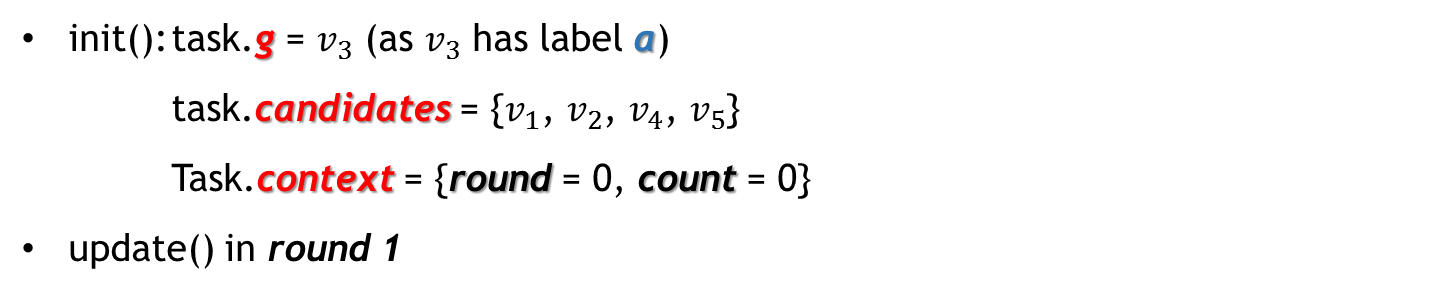 • init(): task.g = v₃ (as v₃ has label a)
task.candidates = {v₁, v₂, v₄, v₅}
Task.context = {round = 0, count = 0}
• update() in round 1